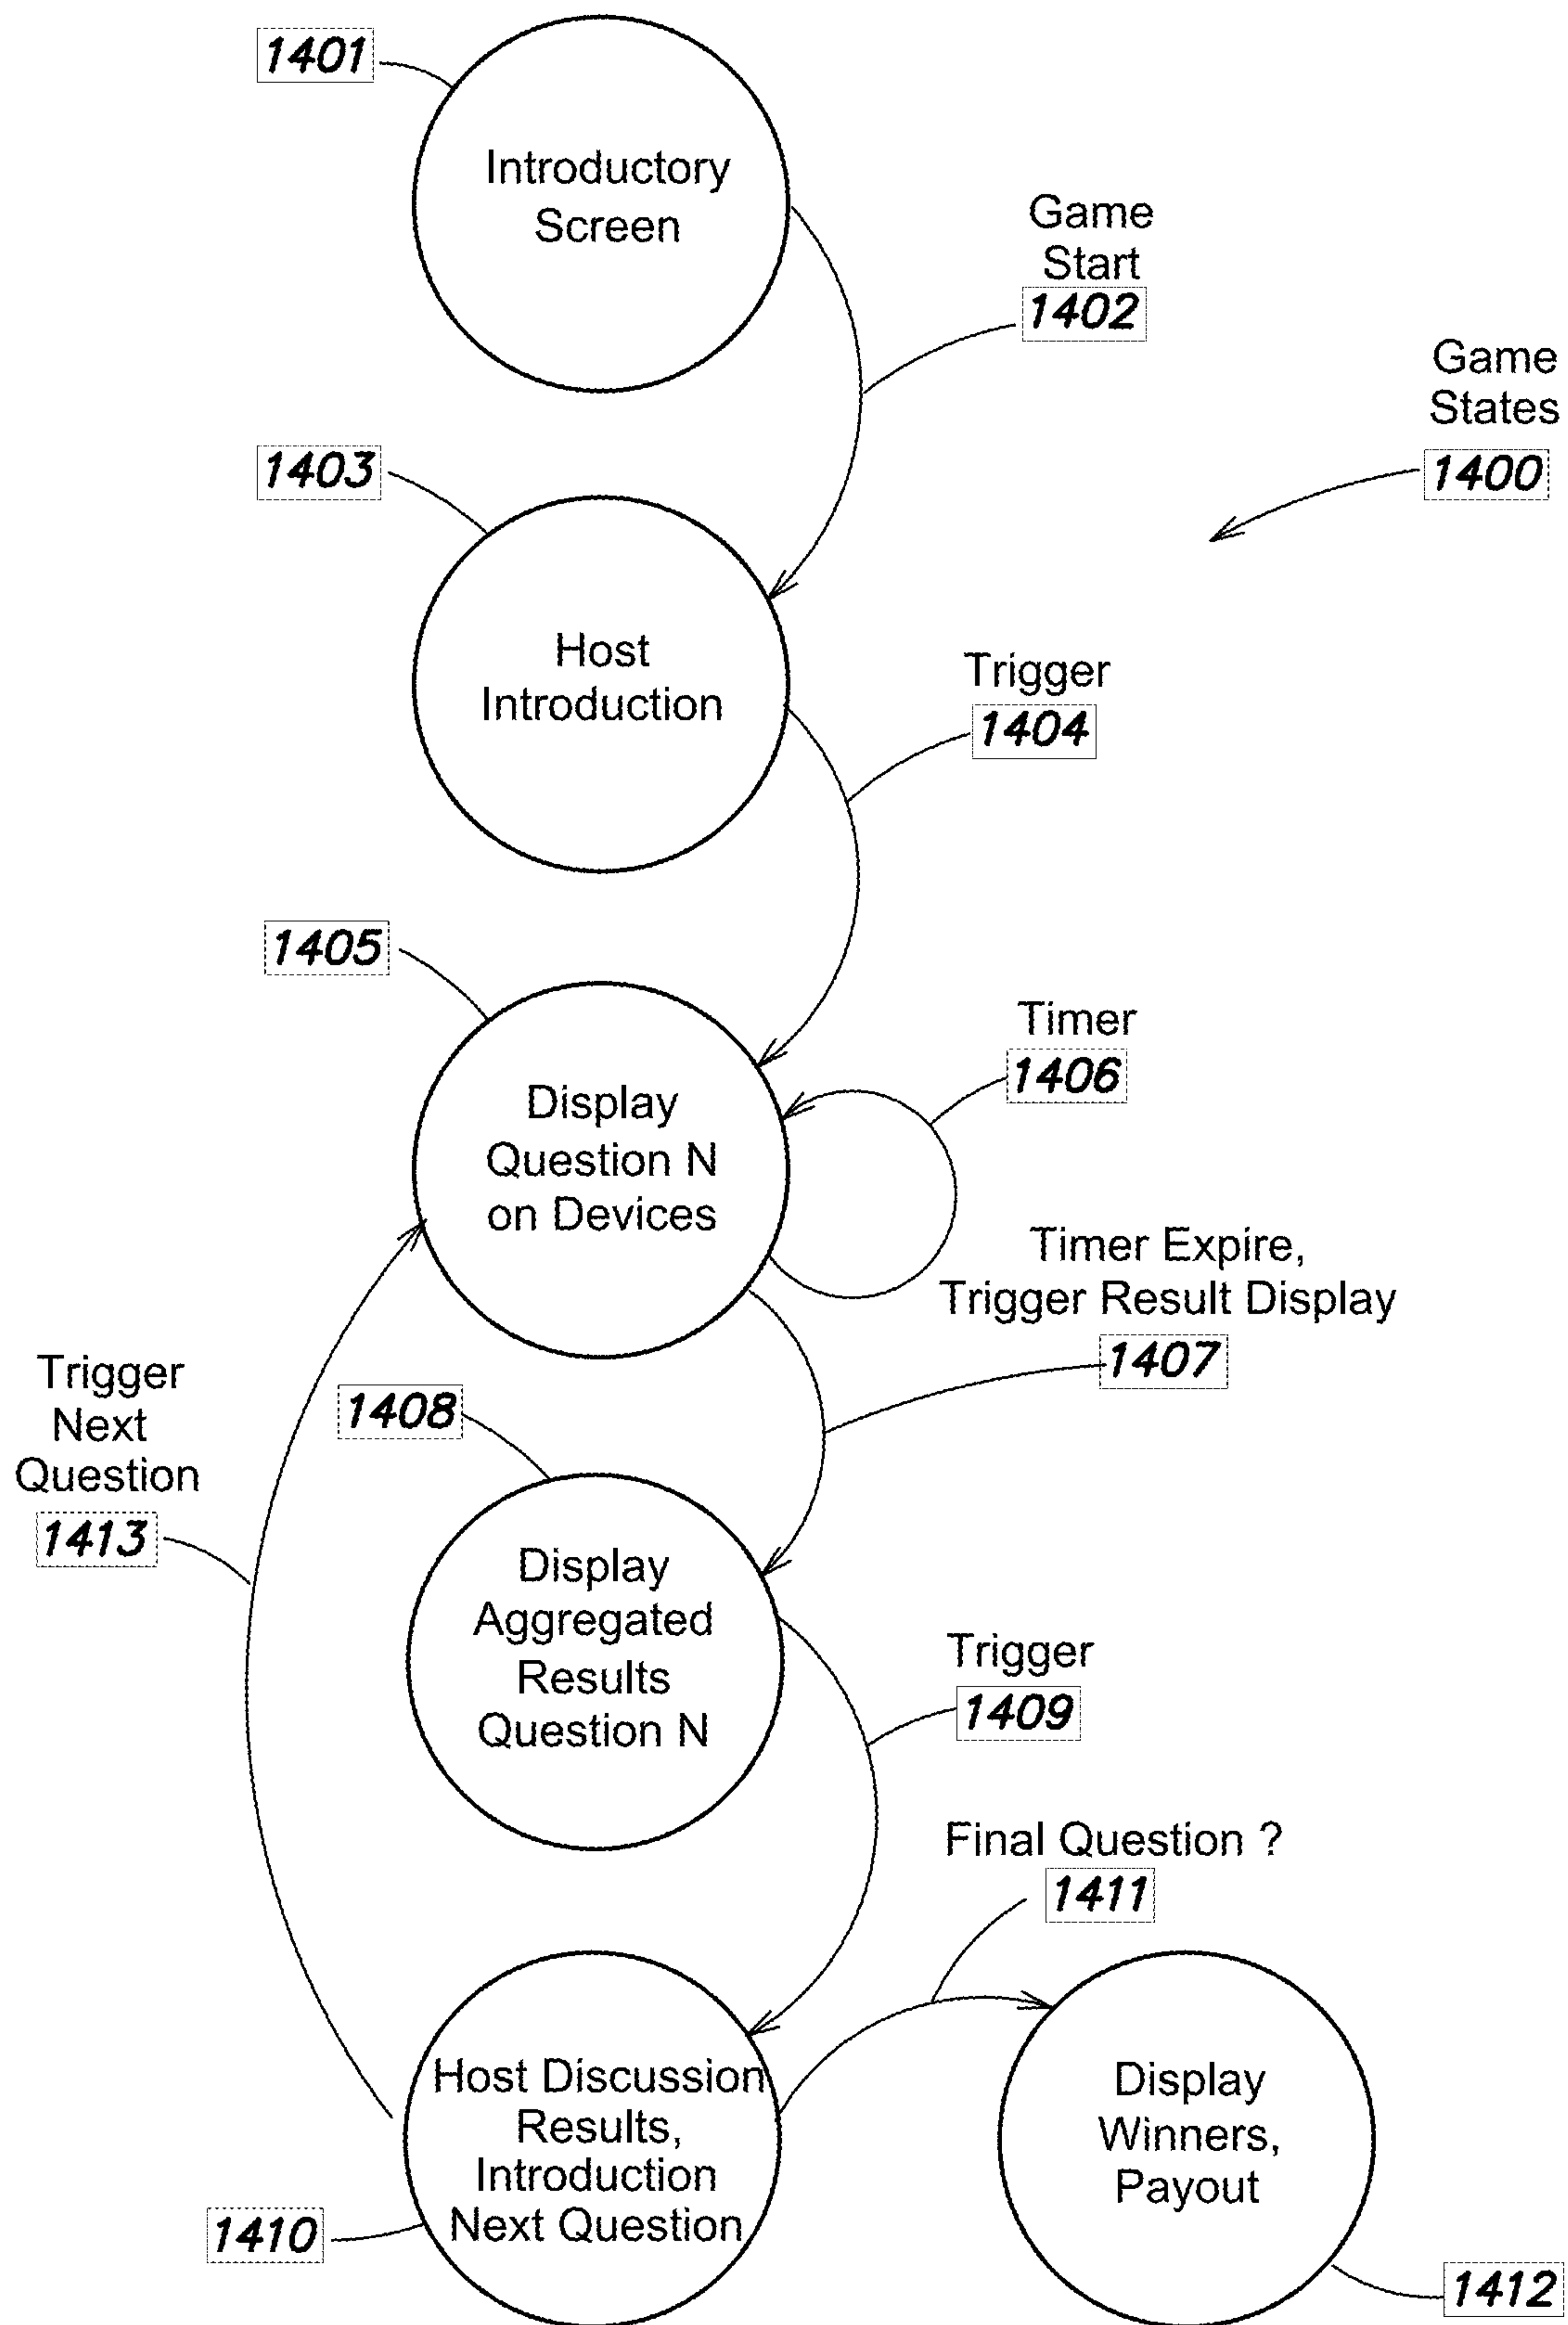 1401
Introductory
Screen
Game
Start
1402
Game
States
1400
1403
Host
Introduction
Trigger
1404
1405
Display
Question N
on Devices
Timer
1406
Timer Expire,
Trigger Result Display
1407
Trigger
Next
Question
1413
1408
Display
Aggregated
Results
Question N
Trigger
1409
Final Question ?
1411
Host Discussion
Results,
Introduction
Next Question
1410
Display
Winners,
Payout
1412